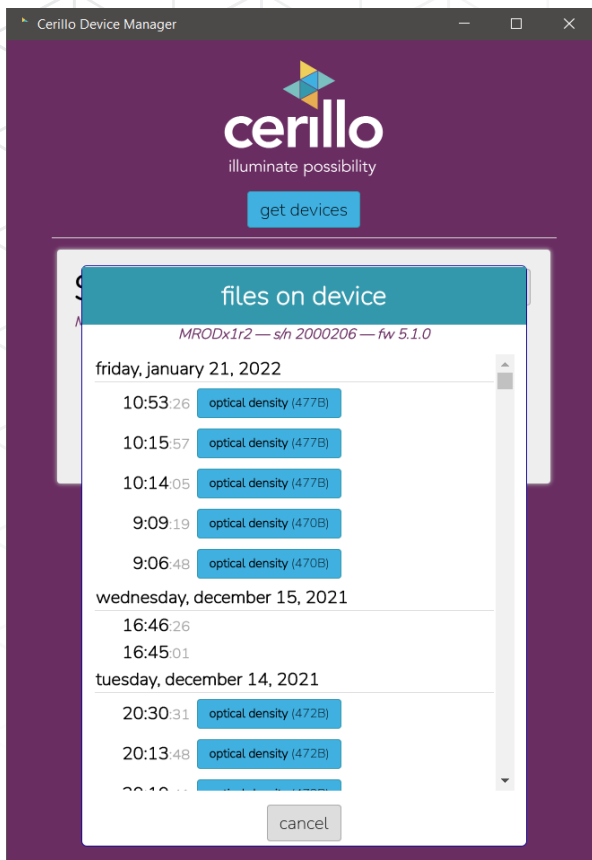 Cerillo Device Manager
cerillo
illuminate possibility
get devices
files on device
MRODx1r2 — s/n 2000206 — fw 5.1.0
friday, january 21, 2022
10:53:26 optical density (477B)
10:15:57 optical density (477B)
10:14:05 optical density (477B)
9:09:19 optical density (470B)
9:06:48 optical density (470B)
wednesday, december 15, 2021
16:46:26
16:45:01
tuesday, december 14, 2021
20:30:31 optical density (472B)
20:13:48 optical density (472B)
cancel